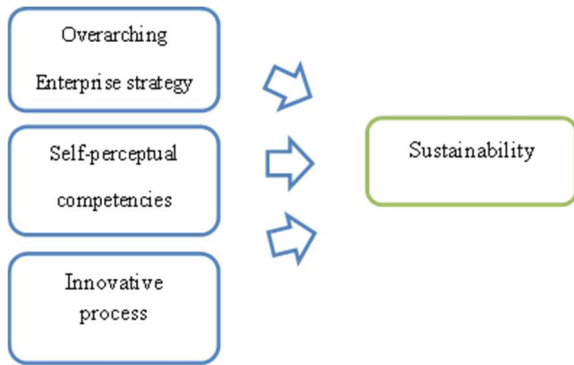 Overarching
Enterprise strategy
Self-perceptual
competencies
Innovative
process
Sustainability